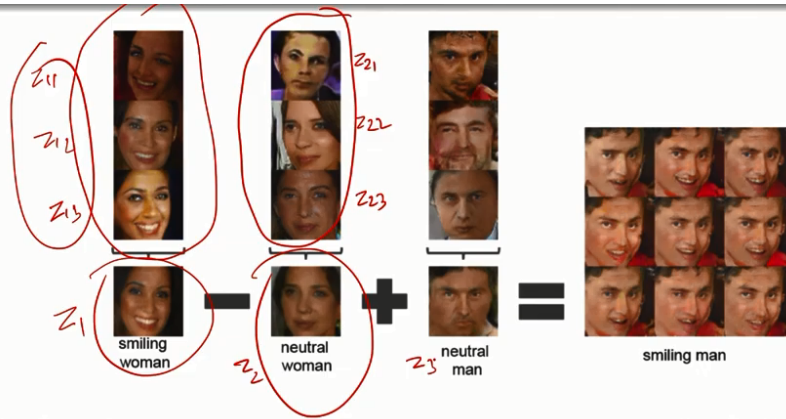 z11
z12
z13
z21
z22
z23
z1
z2
z3
smiling
woman
neutral
woman
neutral
man
smiling man